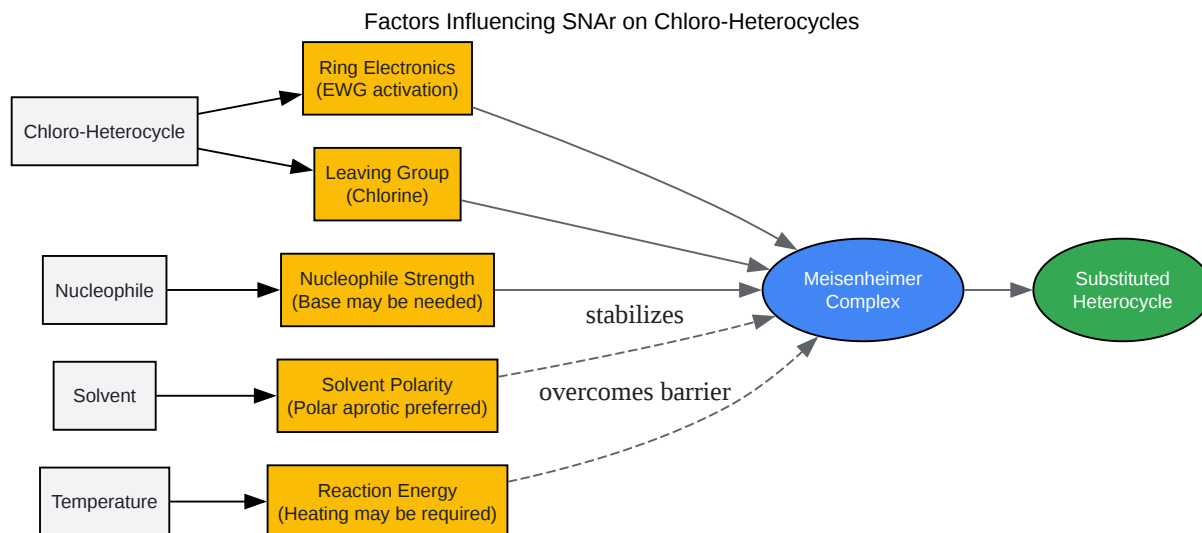 Factors Influencing SNAr on Chloro-Heterocycles
Ring Electronics
(EWG activation)
Chloro-Heterocycle
Leaving Group
(Chlorine)
Nucleophile
Nucleophile Strength
(Base may be needed)
Meisenheimer
Complex
Substituted
Heterocycle
stabilizes
Solvent
Solvent Polarity
(Polar aprotic preferred)
overcomes barrier
Temperature
Reaction Energy
(Heating may be required)